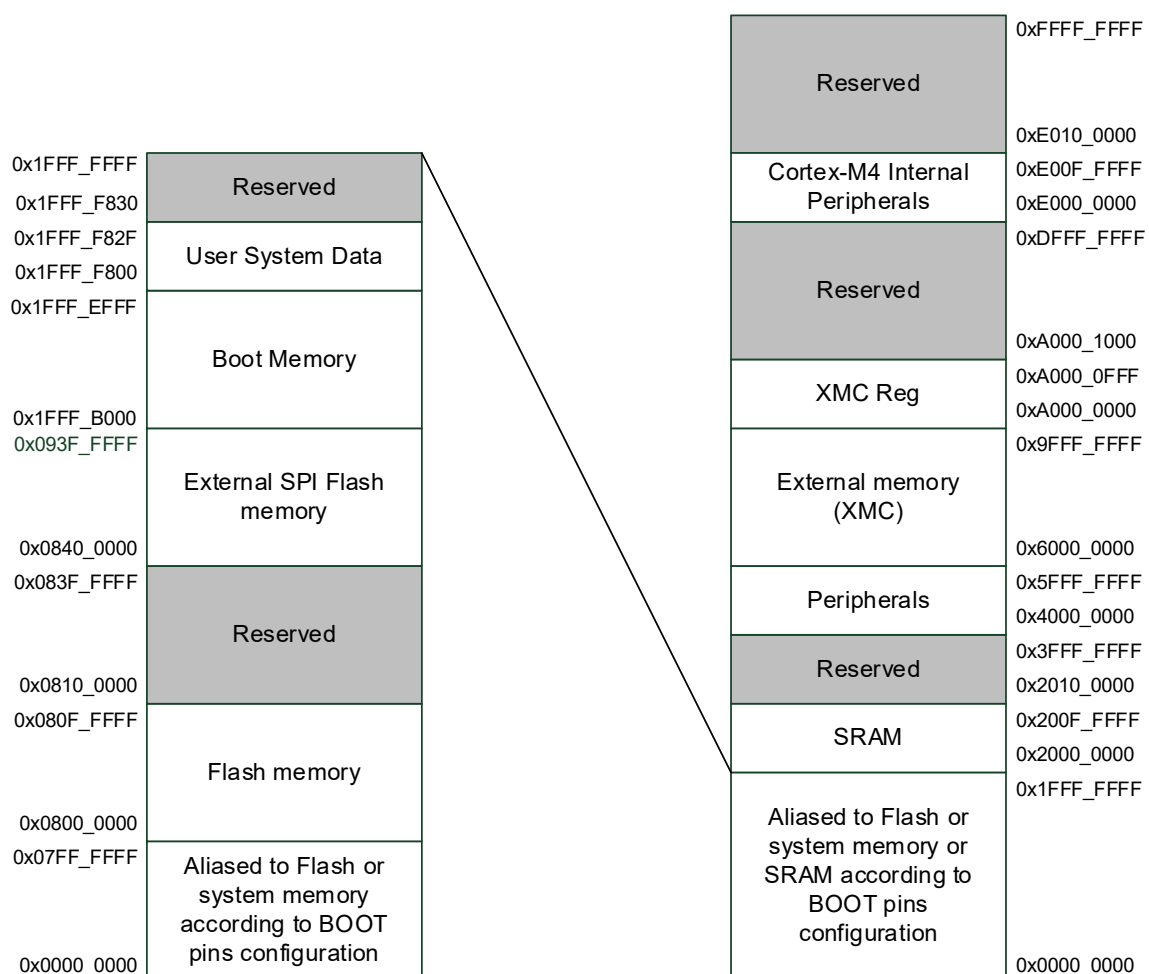 0x1FFF_FFFF
Reserved
0x1FFF_F830
0x1FFF_F82F
User System Data
0x1FFF_F800
0x1FFF_EFFF
Boot Memory
0x1FFF_B000
0x093F_FFFF
External SPI Flash
memory
0x0840_0000
0x083F_FFFF
Reserved
0x0810_0000
0x080F_FFFF
Flash memory
0x0800_0000
0x07FF_FFFF
Aliased to Flash or
system memory
according to BOOT
pins configuration
0x0000_0000
0xFFFF_FFFF
Reserved
0xE010_0000
Cortex-M4 Internal
Peripherals
0xE00F_FFFF
0xE000_0000
0xDFFF_FFFF
Reserved
0xA000_1000
0xA000_0FFF
XMC Reg
0xA000_0000
0x9FFF_FFFF
External memory
(XMC)
0x6000_0000
0x5FFF_FFFF
Peripherals
0x4000_0000
0x3FFF_FFFF
Reserved
0x2010_0000
0x200F_FFFF
SRAM
0x2000_0000
0x1FFF_FFFF
Aliased to Flash or
system memory or
SRAM according to
BOOT pins
configuration
0x0000_0000